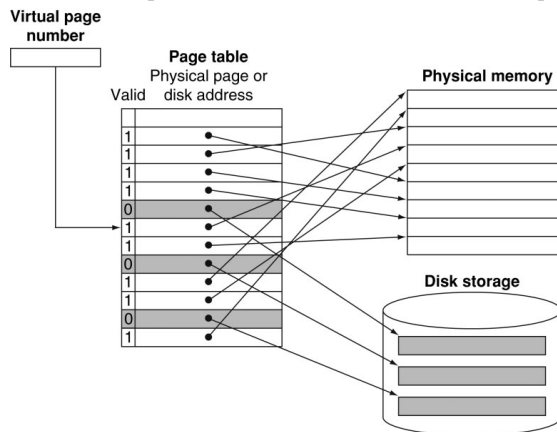 Virtual page
number
Page table
Physical page or
disk address
Valid
Physical memory
1
1
1
1
0
1
1
0
1
1
0
1
Disk storage